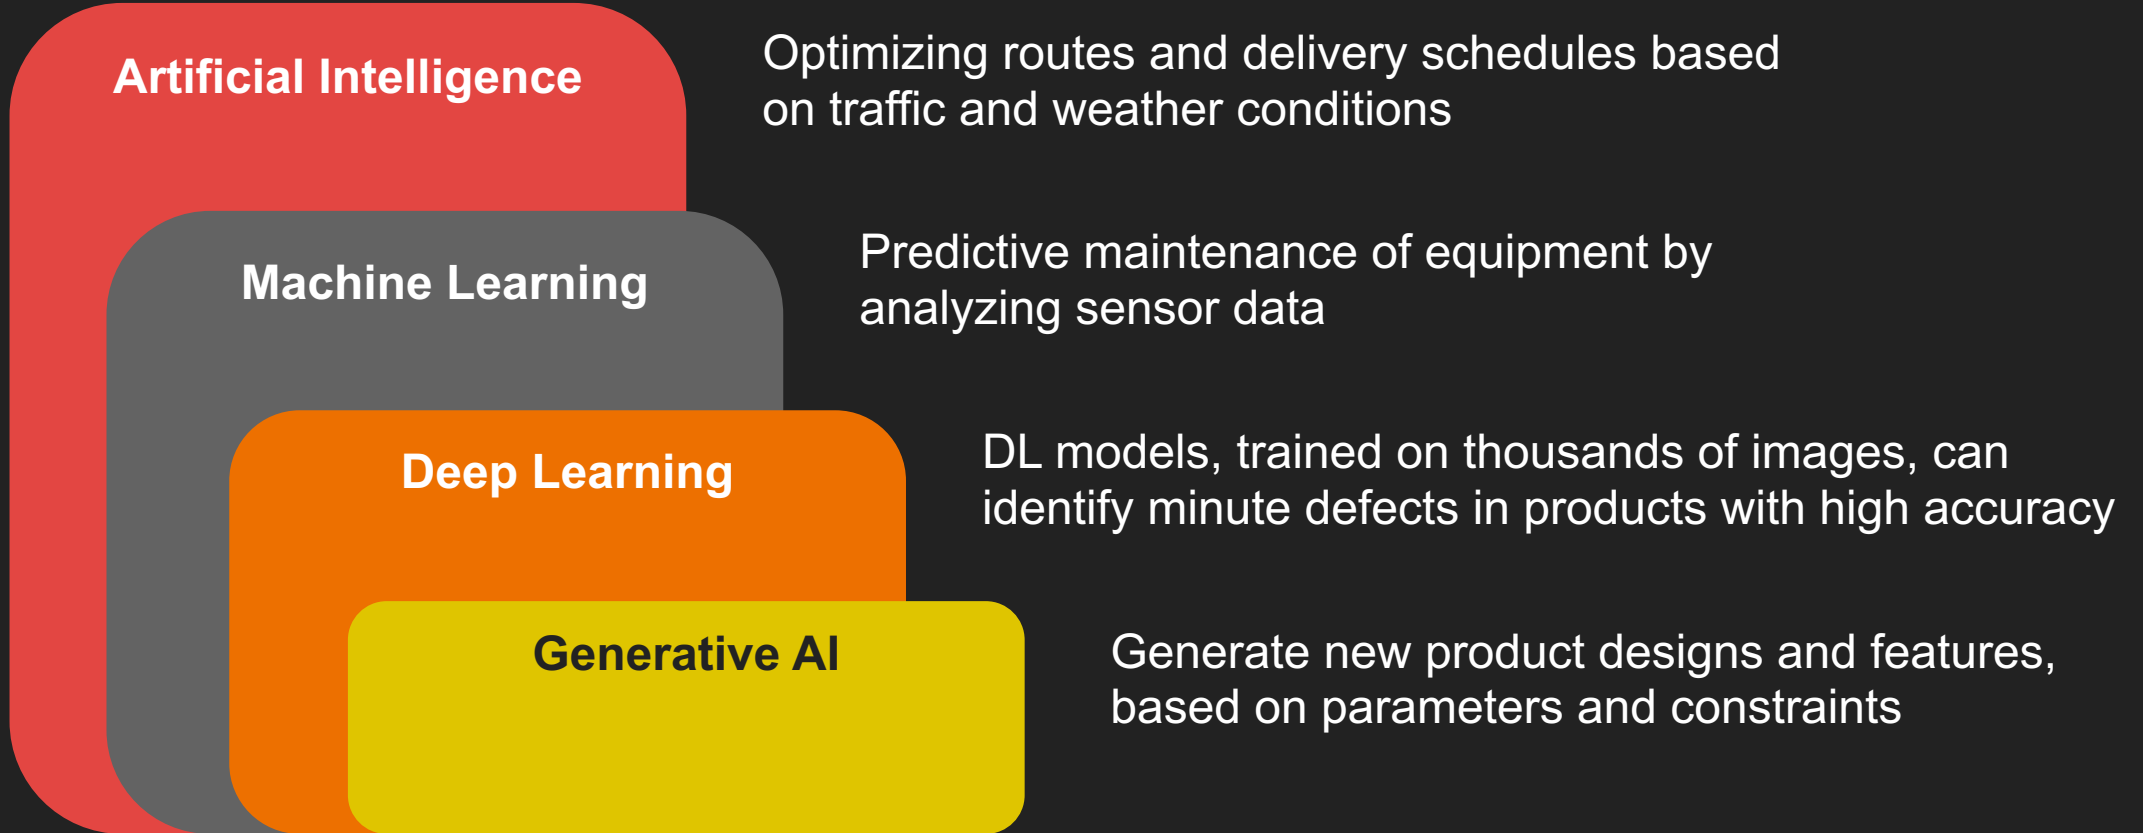 Artificial Intelligence
Optimizing routes and delivery schedules based
on traffic and weather conditions
Machine Learning
Predictive maintenance of equipment by
analyzing sensor data
Deep Learning
DL models, trained on thousands of images, can
identify minute defects in products with high accuracy
Generative AI
Generate new product designs and features,
based on parameters and constraints